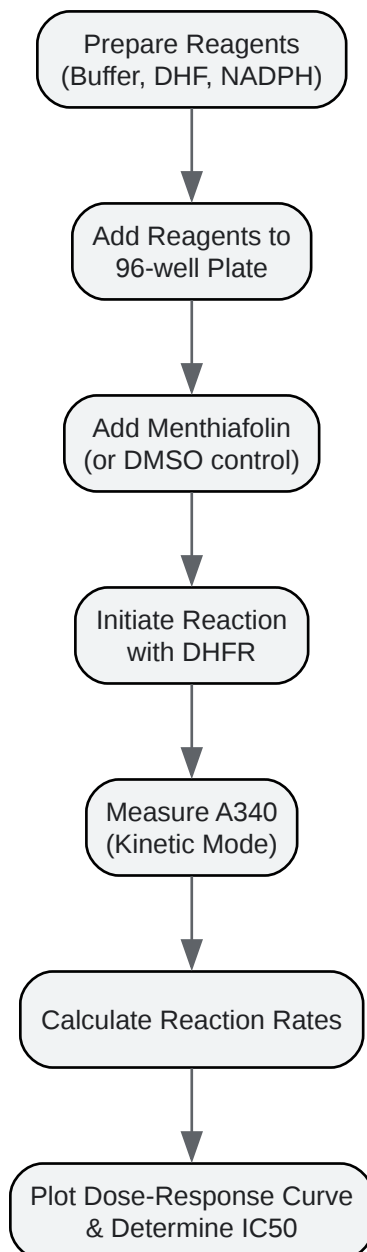 Prepare Reagents
(Buffer, DHF, NADPH)
Add Reagents to
96-well Plate
Add Menthiafolin
(or DMSO control)
Initiate Reaction
with DHFR
Measure A340
(Kinetic Mode)
Calculate Reaction Rates
Plot Dose-Response Curve
& Determine IC50